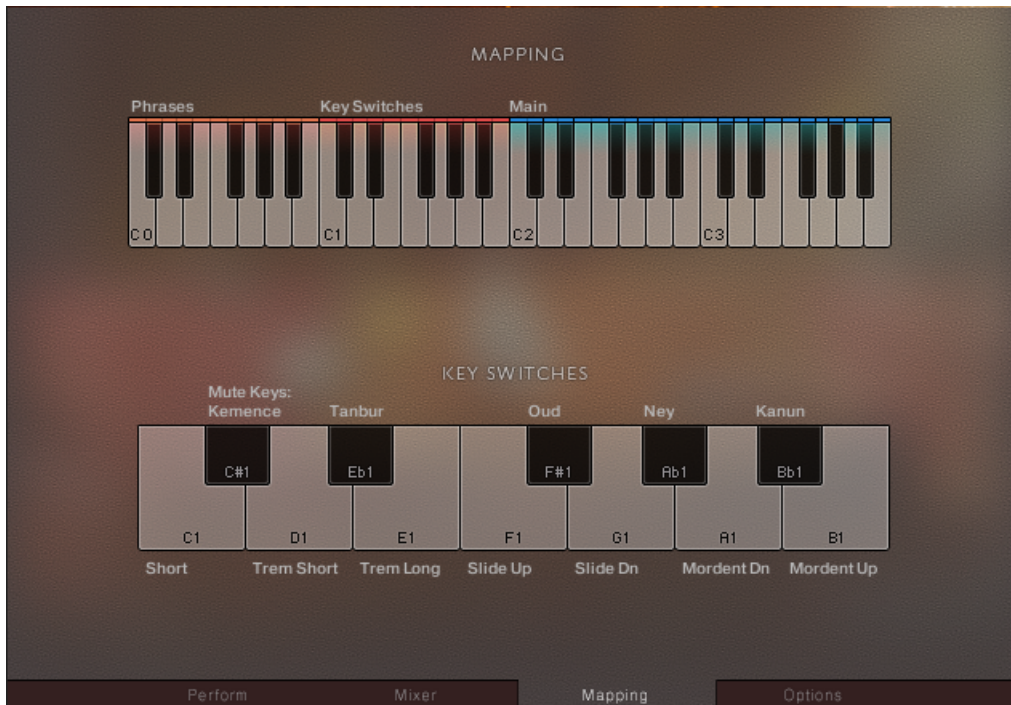 MAPPING
Phrases Key Switches Main
C0 C1 C2 C3
KEY SWITCHES
Mute Keys:
Kemence Tanbur Oud Ney Kanun
C#1 Eb1 F#1 Ab1 Bb1
C1 D1 E1 F1 G1 A1 B1
Short Trem Short Trem Long Slide Up Slide Dn Mordent Dn Mordent Up
Perform Mixer Mapping Options